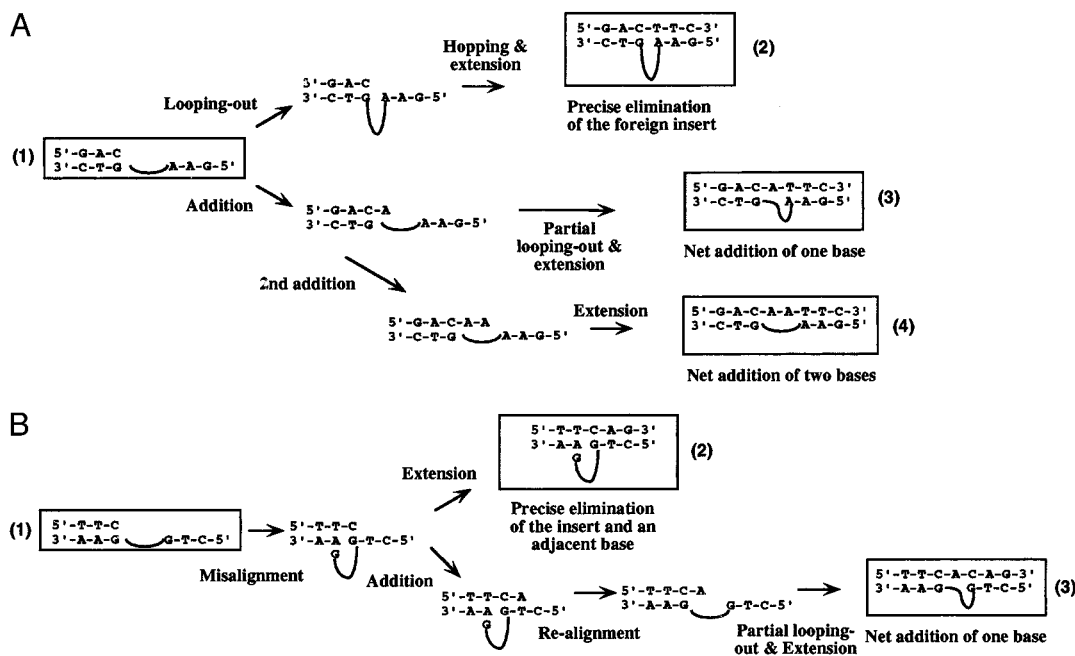 A
Looping-out
5'-G-A-C
3'-C-T-G A-A-G-5'
Hopping &
extension
5'-G-A-C-T-T-C-3'
3'-C-T-G A-A-G-5'
(2)
Precise elimination
of the foreign insert
(1)
5'-G-A-C
3'-C-T-G A-A-G-5'
Addition
5'-G-A-C-A
3'-C-T-G A-A-G-5'
Partial
looping-out &
extension
5'-G-A-C-A-T-T-C-3'
3'-C-T-G A-A-G-5'
(3)
Net addition of one base
2nd addition
5'-G-A-C-A-A
3'-C-T-G A-A-G-5'
Extension
5'-G-A-C-A-A-T-T-C-3'
3'-C-T-G A-A-G-5'
(4)
Net addition of two bases
B
(1)
5'-T-T-C
3'-A-A-G G-T-C-5'
Misalignment
5'-T-T-C
3'-A-A G-T-C-5'
G
Extension
5'-T-T-C-A-G-3'
3'-A-A G-T-C-5'
G
(2)
Precise elimination
of the insert and an
adjacent base
Addition
5'-T-T-C-A
3'-A-A G-T-C-5'
G
Re-alignment
5'-T-T-C-A
3'-A-A-G G-T-C-5'
Partial looping-
out & Extension
5'-T-T-C-A-C-A-G-3'
3'-A-A-G G-T-C-5'
(3)
Net addition of one base